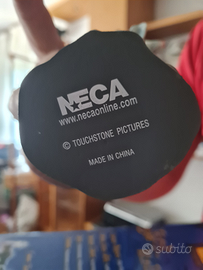 NECA
www.necaonline.com
© TOUCHSTONE PICTURES
MADE IN CHINA
subito